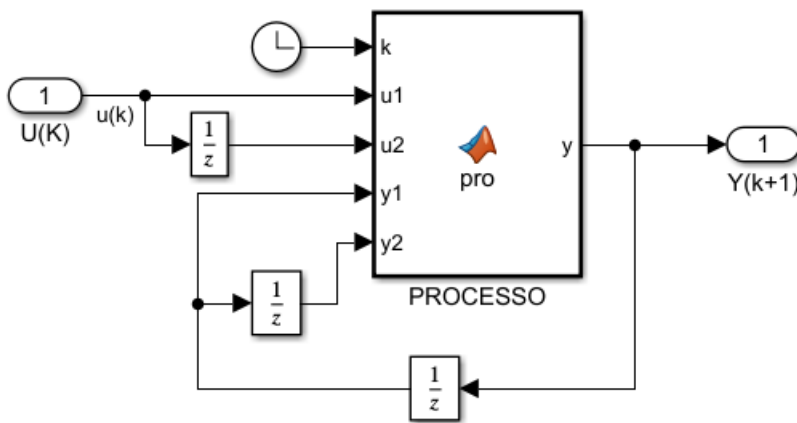 k
1
u(k)
u1
U(K)
1
z
u2
y
1
pro
Y(k+1)
y1
y2
1
z
PROCESSO
1
z